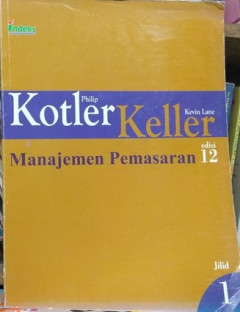 indeks
Philip
Kotler
Kevin Lane
Keller
Manajemen Pemasaran
edisi
12
Jilid
1